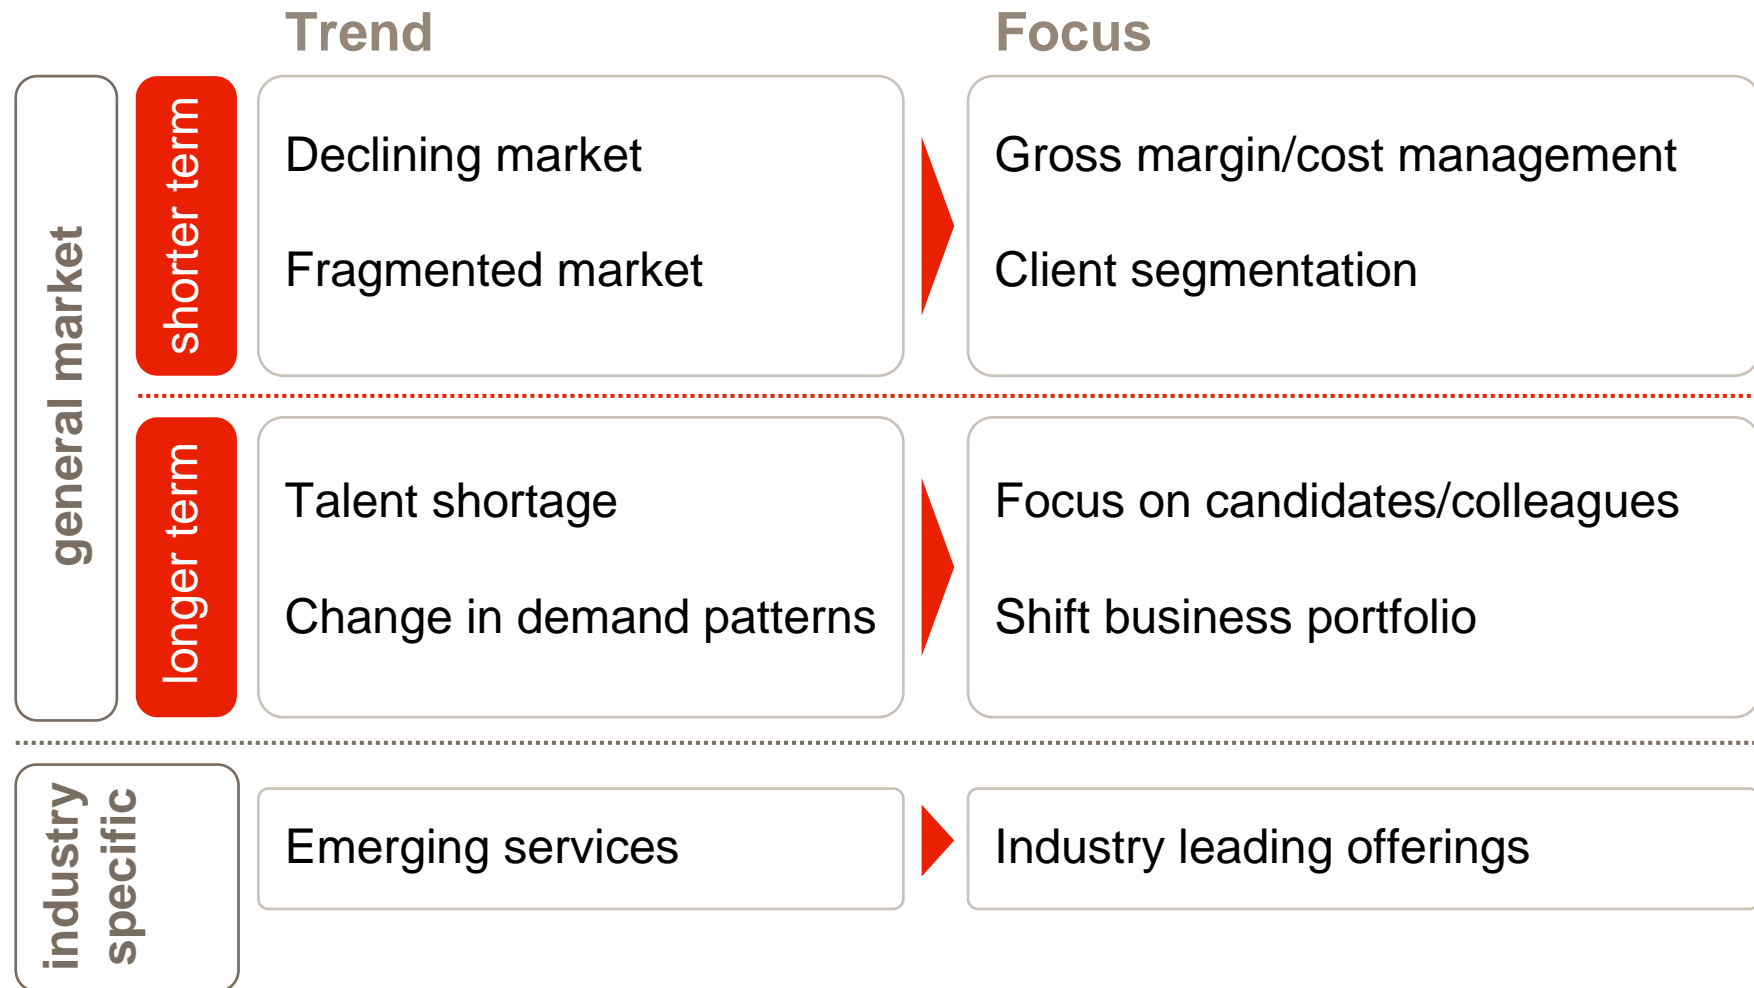 Trend
Focus
general market
shorter term
Declining market
Gross margin/cost management
Fragmented market
Client segmentation
longer term
Talent shortage
Focus on candidates/colleagues
Change in demand patterns
Shift business portfolio
industry
specific
Emerging services
Industry leading offerings